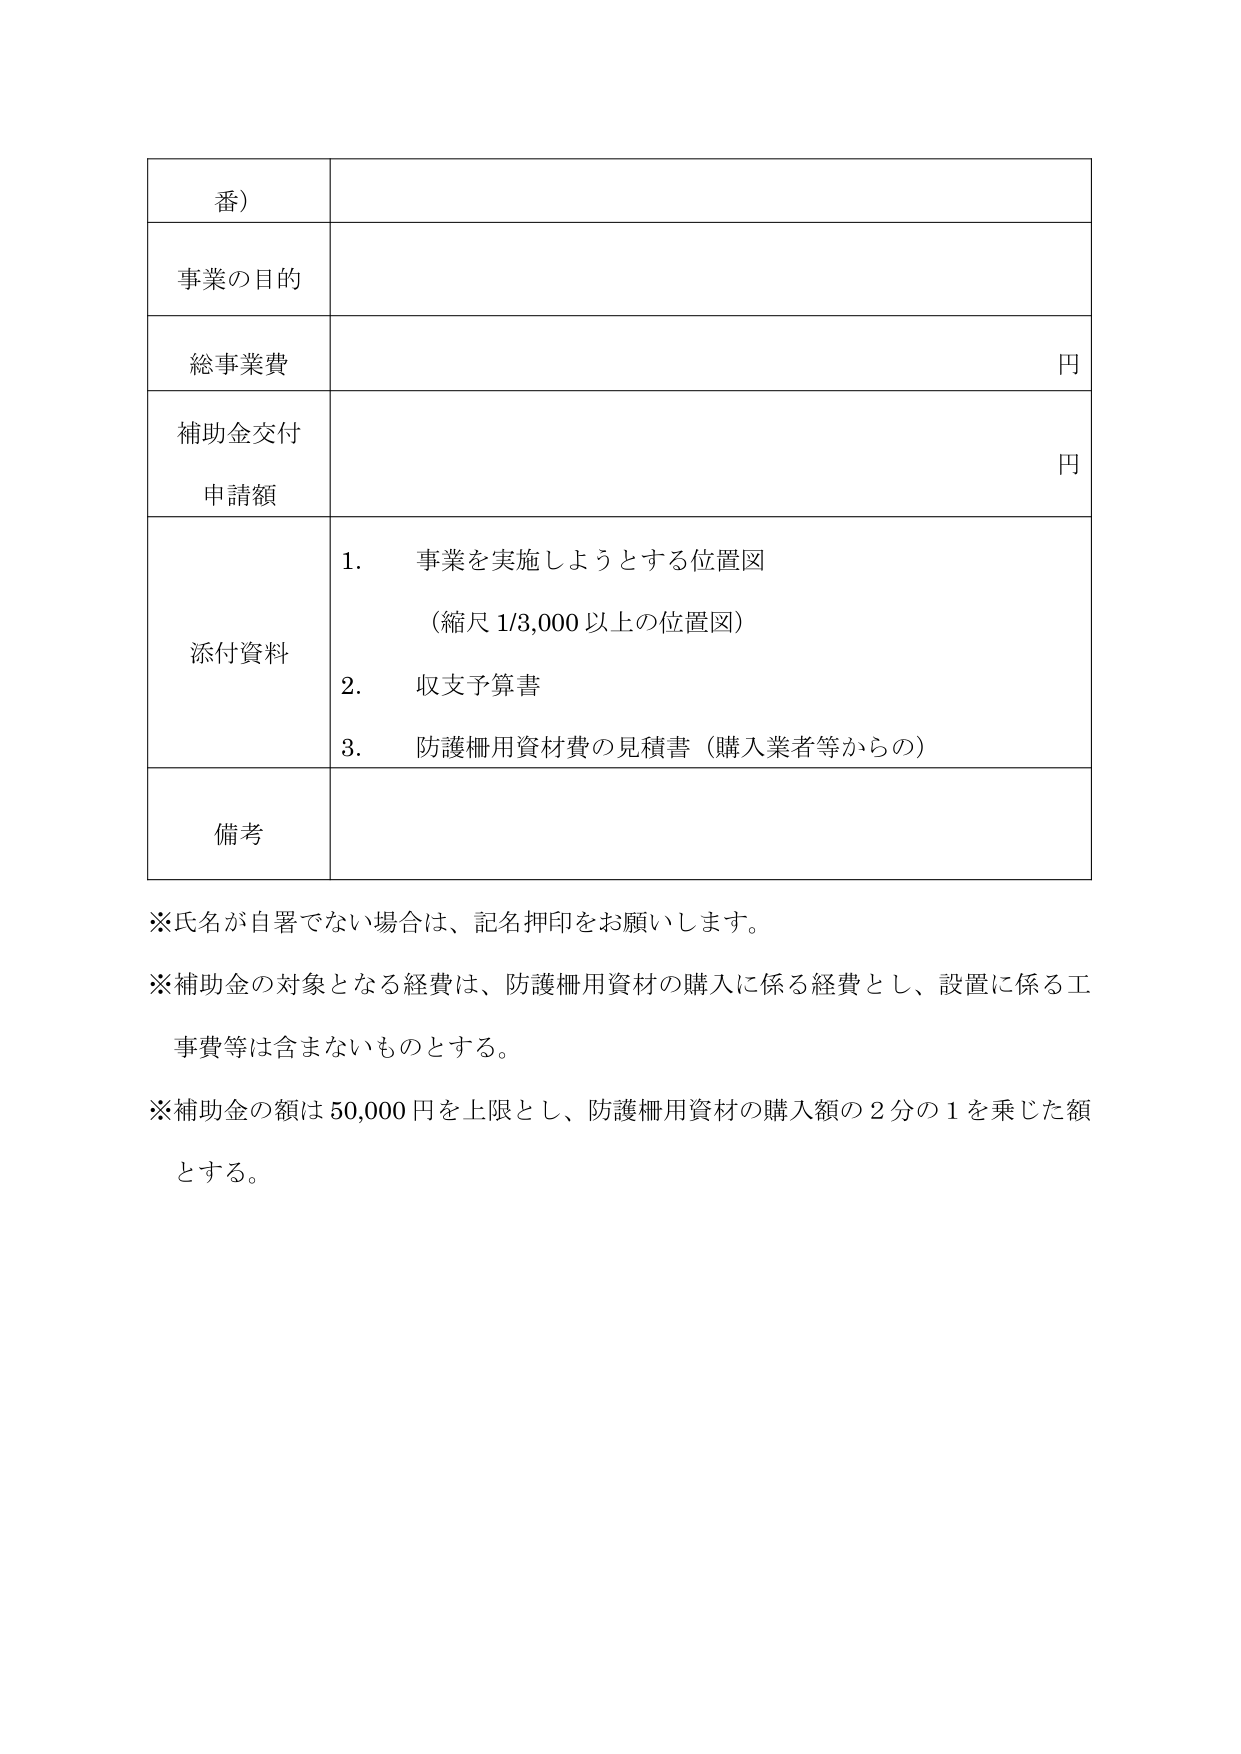 番）
事業の目的
総事業費
円
補助金交付
申請額
円
添付資料
1. 事業を実施しようとする位置図
（縮尺 1/3,000 以上の位置図）
2. 収支予算書
3. 防護柵用資材費の見積書（購入業者等からの）
備考
※氏名が自署でない場合は、記名押印をお願いします。
※補助金の対象となる経費は、防護柵用資材の購入に係る経費とし、設置に係る工
事費等は含まないものとする。
※補助金の額は 50,000 円を上限とし、防護柵用資材の購入額の２分の１を乗じた額
とする。